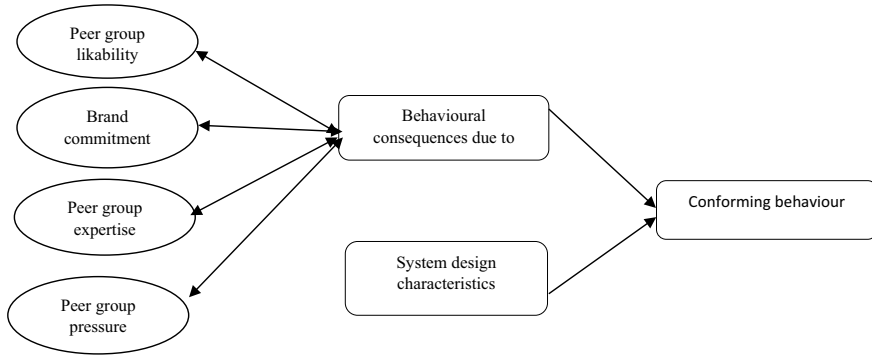 Peer group
likability
Brand
commitment
Peer group
expertise
Peer group
pressure
Behavioural
consequences due to
System design
characteristics
Conforming behaviour